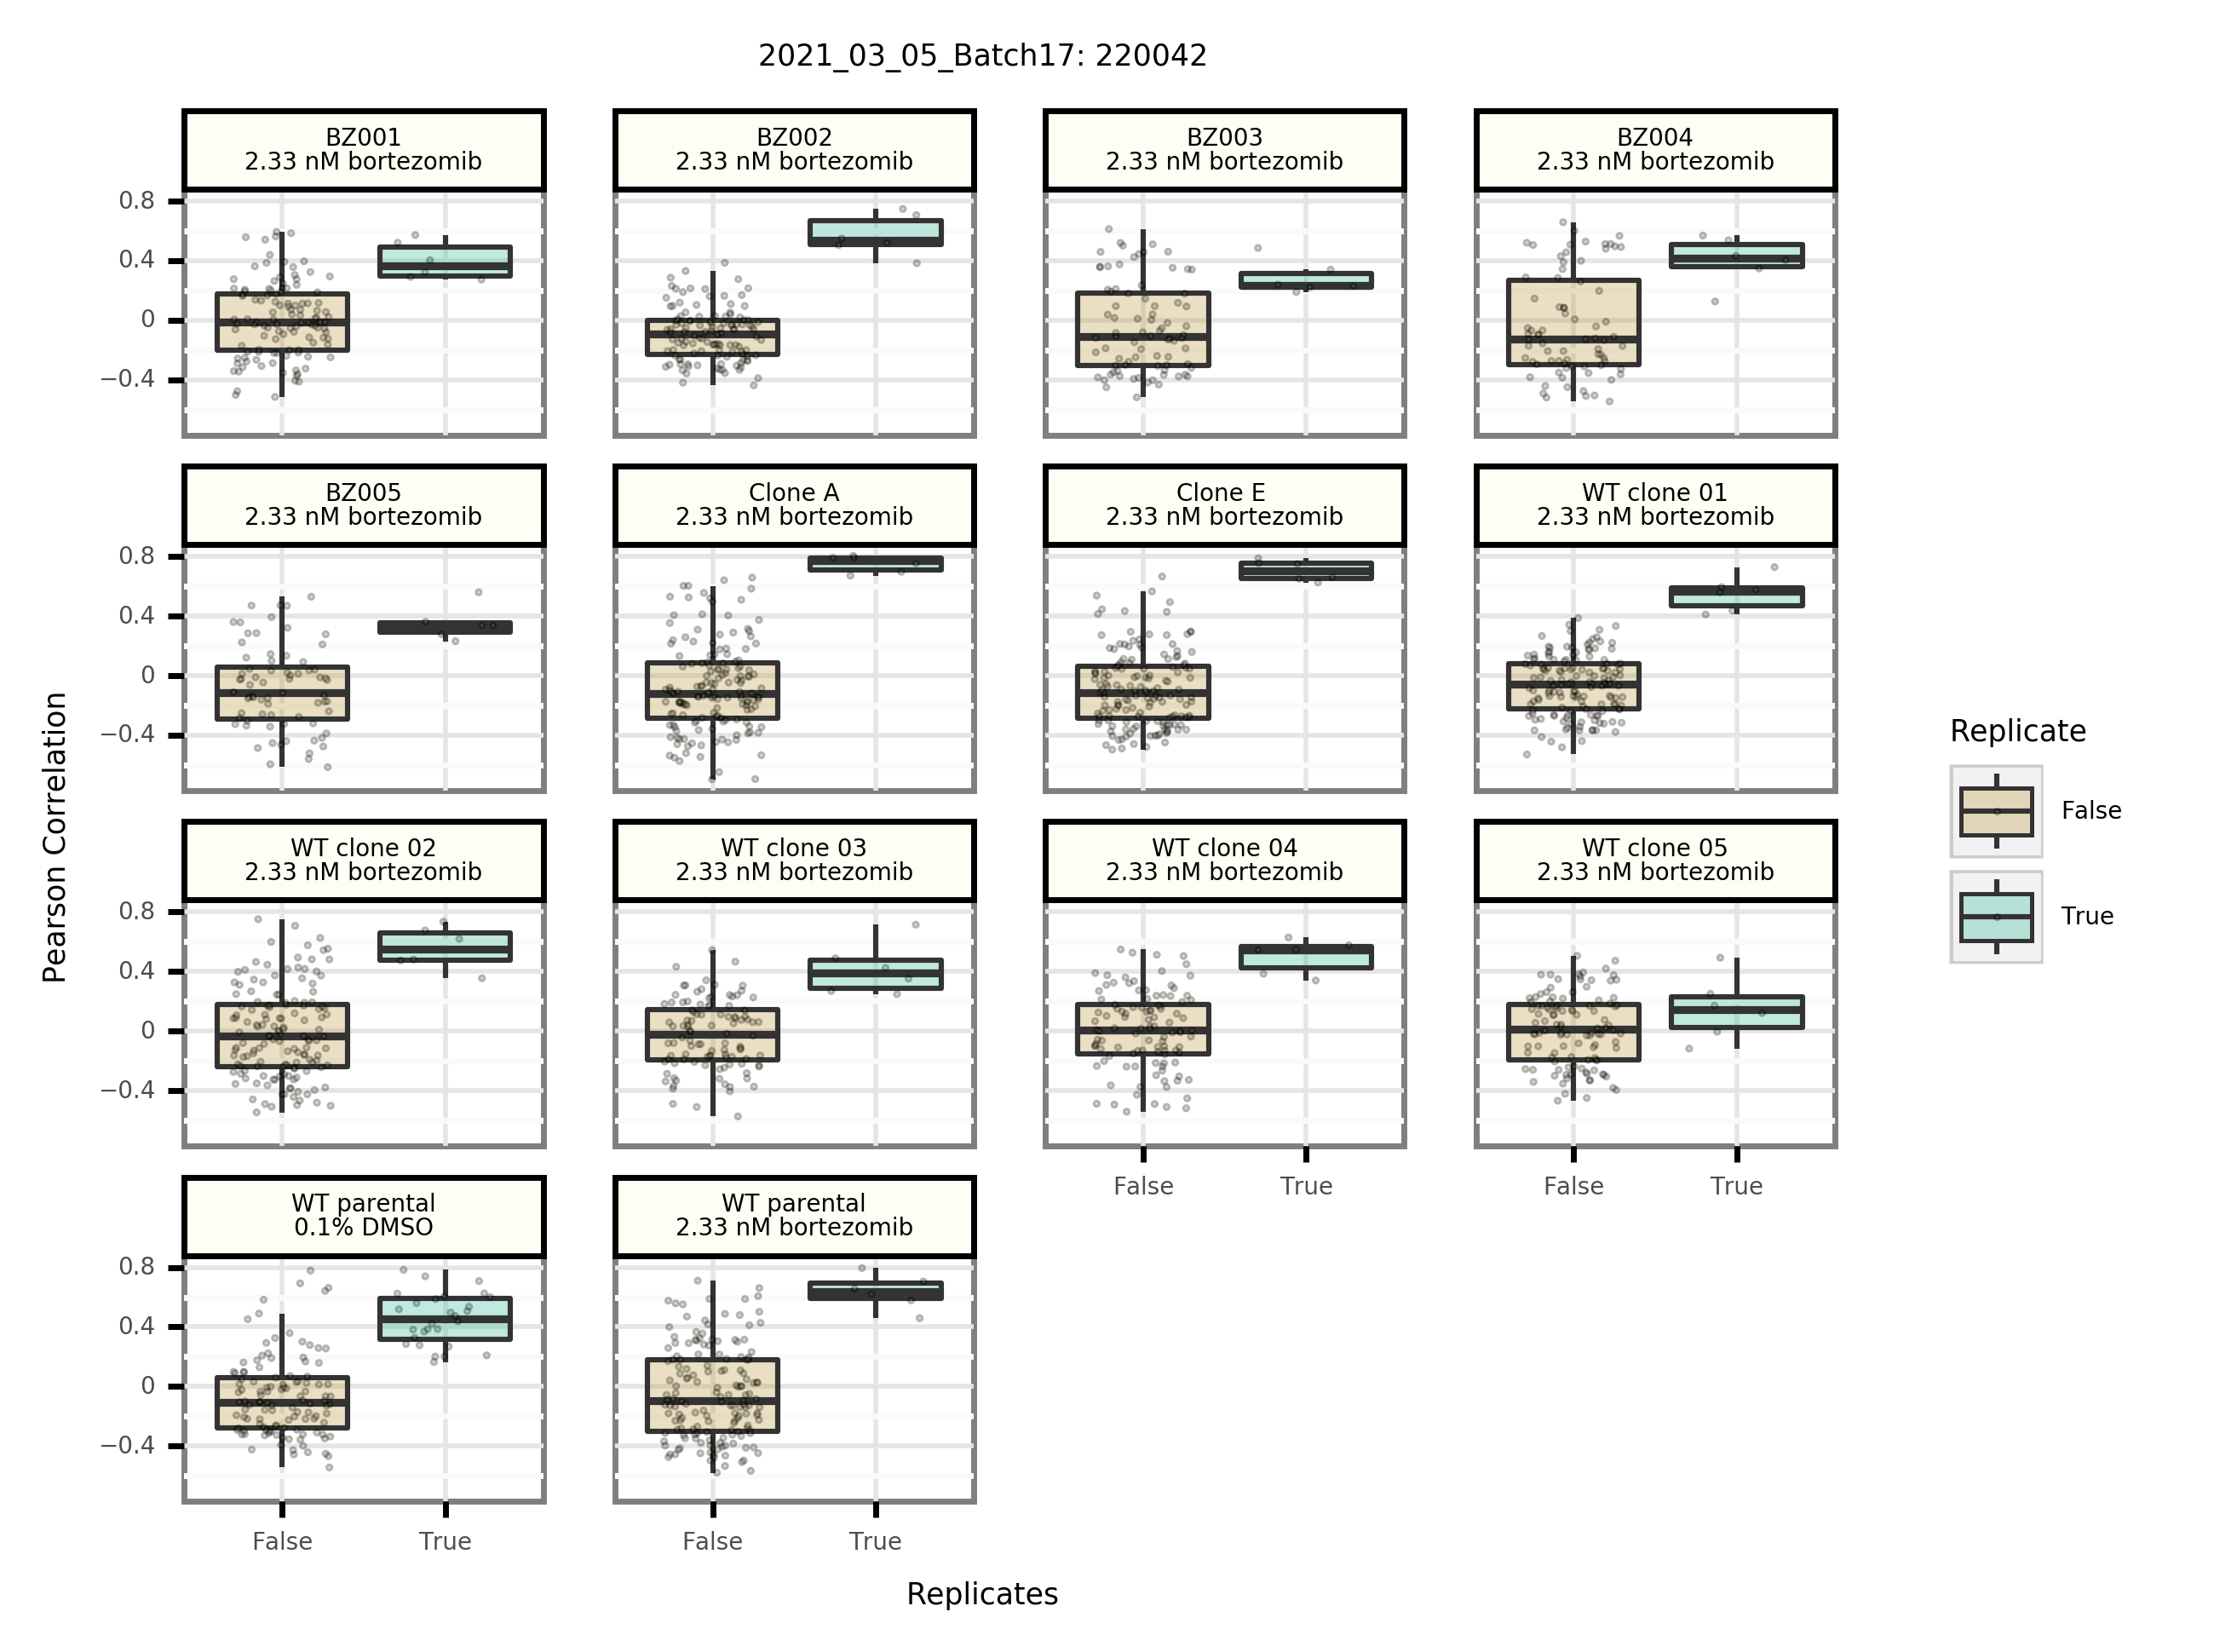 2021_03_05_Batch17: 220042
BZ001
2.33 nM bortezomib
BZ002
2.33 nM bortezomib
BZ003
2.33 nM bortezomib
BZ004
2.33 nM bortezomib
0.8
0.4
0
−0.4
BZ005
2.33 nM bortezomib
Clone A
2.33 nM bortezomib
Clone E
2.33 nM bortezomib
WT clone 01
2.33 nM bortezomib
0.8
0.4
0
−0.4
WT clone 02
2.33 nM bortezomib
WT clone 03
2.33 nM bortezomib
WT clone 04
2.33 nM bortezomib
WT clone 05
2.33 nM bortezomib
0.8
0.4
0
−0.4
False
True
False
True
WT parental
0.1% DMSO
WT parental
2.33 nM bortezomib
0.8
0.4
0
−0.4
False
True
False
True
Replicates
Pearson Correlation
Replicate
False
True